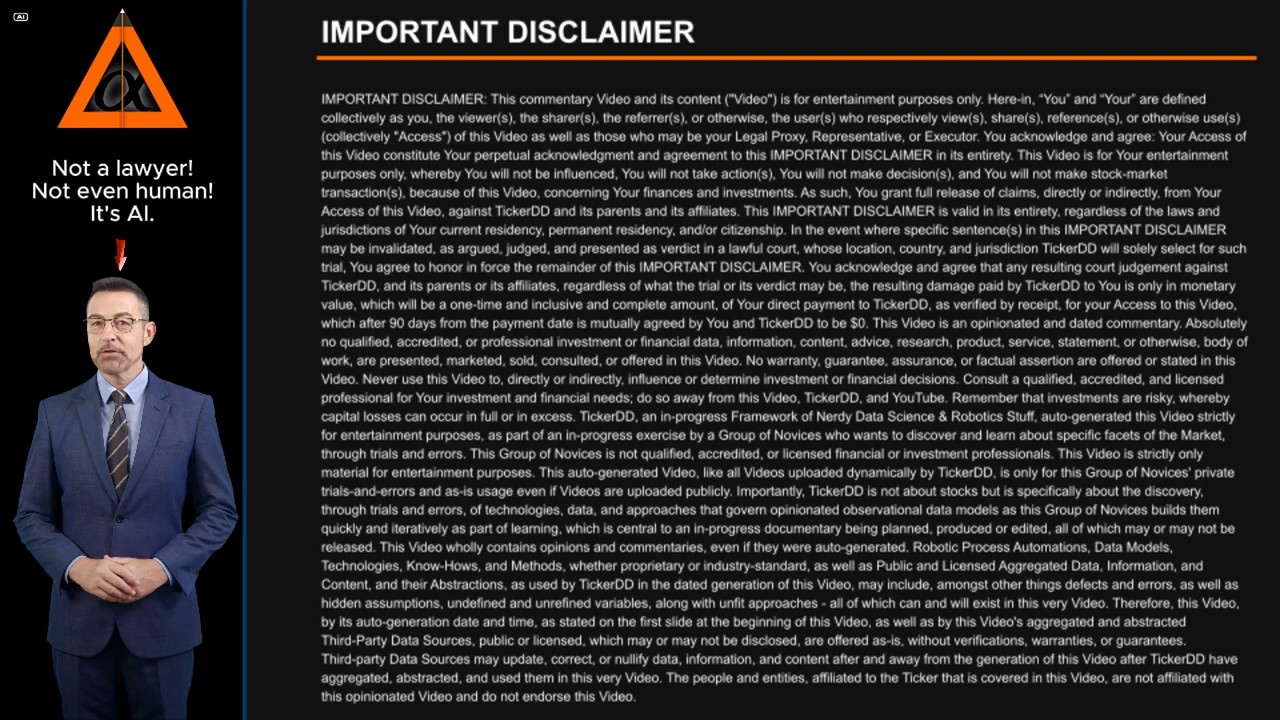 AI
α
Not a lawyer!
Not even human!
It's AI.
IMPORTANT DISCLAIMER
IMPORTANT DISCLAIMER: This commentary Video and its content ("Video") is for entertainment purposes only. Here-in, “You” and “Your” are defined
collectively as you, the viewer(s), the sharer(s), the referrer(s), or otherwise, the user(s) who respectively view(s), share(s), reference(s), or otherwise use(s)
(collectively "Access") of this Video as well as those who may be your Legal Proxy, Representative, or Executor. You acknowledge and agree: Your Access of
this Video constitute Your perpetual acknowledgment and agreement to this IMPORTANT DISCLAIMER in its entirety. This Video is for Your entertainment
purposes only, whereby You will not be influenced, You will not take action(s), You will not make decision(s), and You will not make stock-market
transaction(s), because of this Video, concerning Your finances and investments. As such, You grant full release of claims, directly or indirectly, from Your
Access of this Video, against TickerDD and its parents and its affiliates. This IMPORTANT DISCLAIMER is valid in its entirety, regardless of the laws and
jurisdictions of Your current residency, permanent residency, and/or citizenship. In the event where specific sentence(s) in this IMPORTANT DISCLAIMER
may be invalidated, as argued, judged, and presented as verdict in a lawful court, whose location, country, and jurisdiction TickerDD will solely select for such
trial, You agree to honor in force the remainder of this IMPORTANT DISCLAIMER. You acknowledge and agree that any resulting court judgement against
TickerDD, and its parents or its affiliates, regardless of what the trial or its verdict may be, the resulting damage paid by TickerDD to You is only in monetary
value, which will be a one-time and inclusive and complete amount, of Your direct payment to TickerDD, as verified by receipt, for your Access to this Video,
which after 90 days from the payment date is mutually agreed by You and TickerDD to be $0. This Video is an opinionated and dated commentary. Absolutely
no qualified, accredited, or professional investment or financial data, information, content, advice, research, product, service, statement, or otherwise, body of
work, are presented, marketed, sold, consulted, or offered in this Video. No warranty, guarantee, assurance, or factual assertion are offered or stated in this
Video. Never use this Video to, directly or indirectly, influence or determine investment or financial decisions. Consult a qualified, accredited, and licensed
professional for Your investment and financial needs; do so away from this Video, TickerDD, and YouTube. Remember that investments are risky, whereby
capital losses can occur in full or in excess. TickerDD, an in-progress Framework of Nerdy Data Science & Robotics Stuff, auto-generated this Video strictly
for entertainment purposes, as part of an in-progress exercise by a Group of Novices who wants to discover and learn about specific facets of the Market,
through trials and errors. This Group of Novices is not qualified, accredited, or licensed financial or investment professionals. This Video is strictly only
material for entertainment purposes. This auto-generated Video, like all Videos uploaded dynamically by TickerDD, is only for this Group of Novices' private
trials-and-errors and as-is usage even if Videos are uploaded publicly. Importantly, TickerDD is not about stocks but is specifically about the discovery,
through trials and errors, of technologies, data, and approaches that govern opinionated observational data models as this Group of Novices builds them
quickly and iteratively as part of learning, which is central to an in-progress documentary being planned, produced or edited, all of which may or may not be
released. This Video wholly contains opinions and commentaries, even if they were auto-generated. Robotic Process Automations, Data Models,
Technologies, Know-Hows, and Methods, whether proprietary or industry-standard, as well as Public and Licensed Aggregated Data, Information, and
Content, and their Abstractions, as used by TickerDD in the dated generation of this Video, may include, amongst other things defects and errors, as well as
hidden assumptions, undefined and unrefined variables, along with unfit approaches - all of which can and will exist in this very Video. Therefore, this Video,
by its auto-generation date and time, as stated on the first slide at the beginning of this Video, as well as by this Video's aggregated and abstracted
Third-Party Data Sources, public or licensed, which may or may not be disclosed, are offered as-is, without verifications, warranties, or guarantees.
Third-party Data Sources may update, correct, or nullify data, information, and content after and away from the generation of this Video after TickerDD have
aggregated, abstracted, and used them in this very Video. The people and entities, affiliated to the Ticker that is covered in this Video, are not affiliated with
this opinionated Video and do not endorse this Video.